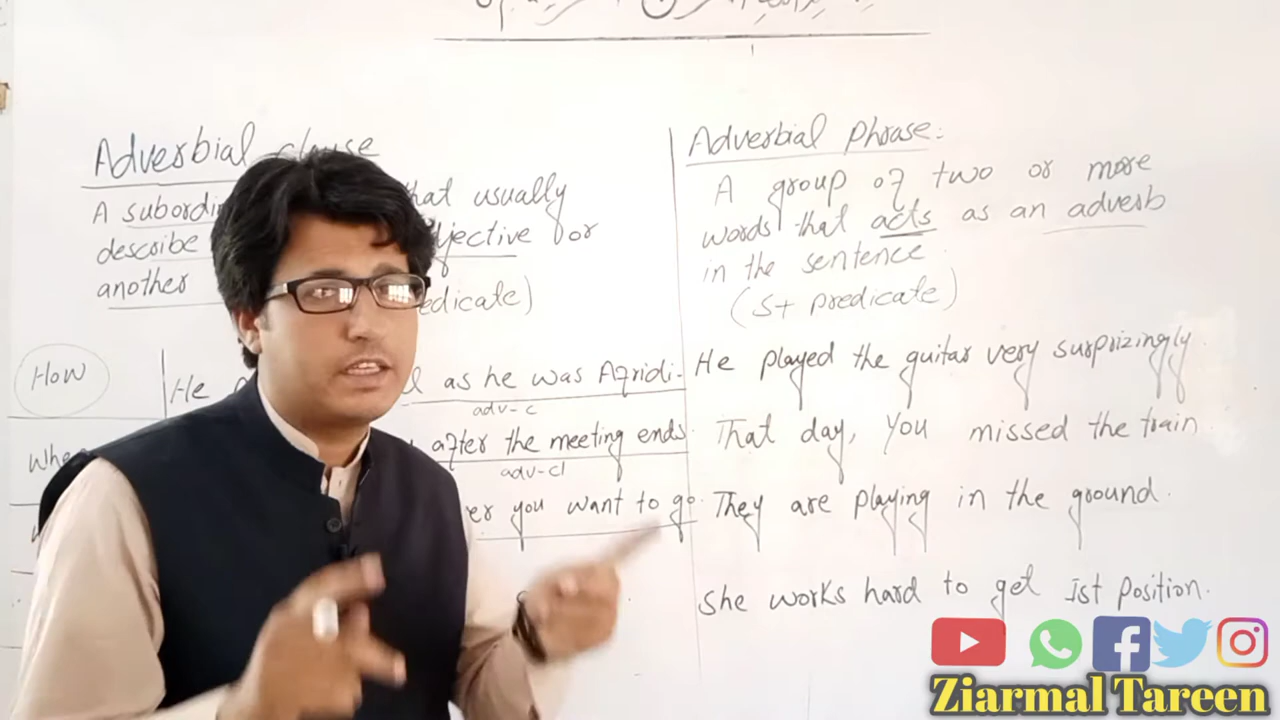 Adverbial clause
A subordi
that usually
describe
djective or
another
edicate)
How
He
as he was Afridi.
adv-c
after the meeting ends.
adv-cl
er you want to go.
Adverbial Phrase:
A group of two or more
words that acts as an adverb
in the sentence.
(S+ predicate)
He played the guitar very surprizingly.
That day, you missed the train
They are playing in the ground.
She works hard to get 1st position.
Ziarmal Tareen